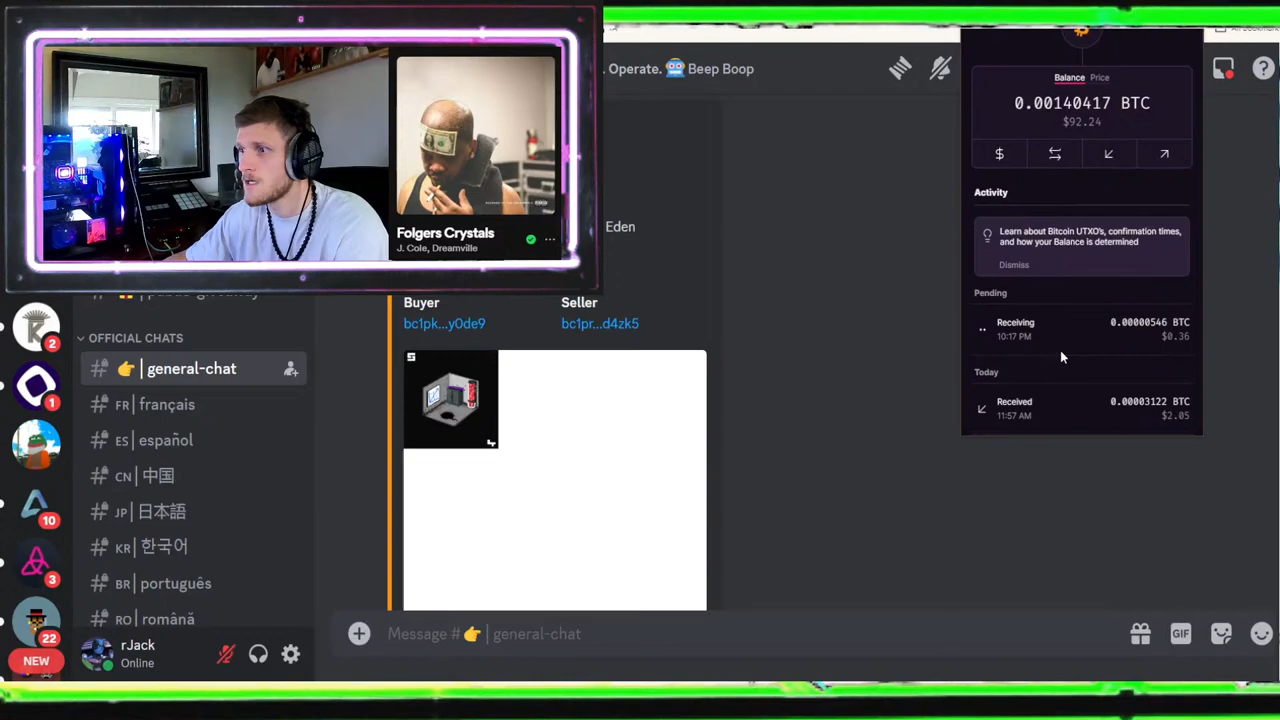 Folgers Crystals
J. Cole, Dreamville
Operate. Beep Boop
Balance Price
0.00140417 BTC
$92.24
Activity
Learn about Bitcoin UTXO's, confirmation times,
and how your Balance is determined
Dismiss
Pending
Receiving 0.00000546 BTC
10:17 PM $0.36
Today
Received 0.00003122 BTC
11:57 AM $2.05
Eden
Buyer Seller
bc1pk...y0de9 bc1pr...d4zk5
OFFICIAL CHATS
general-chat
FR | français
ES | español
CN | 中国
JP | 日本語
KR | 한국어
BR | português
RO | română
2
1
10
3
22
NEW
rJack
Online
Message # | general-chat
GIF